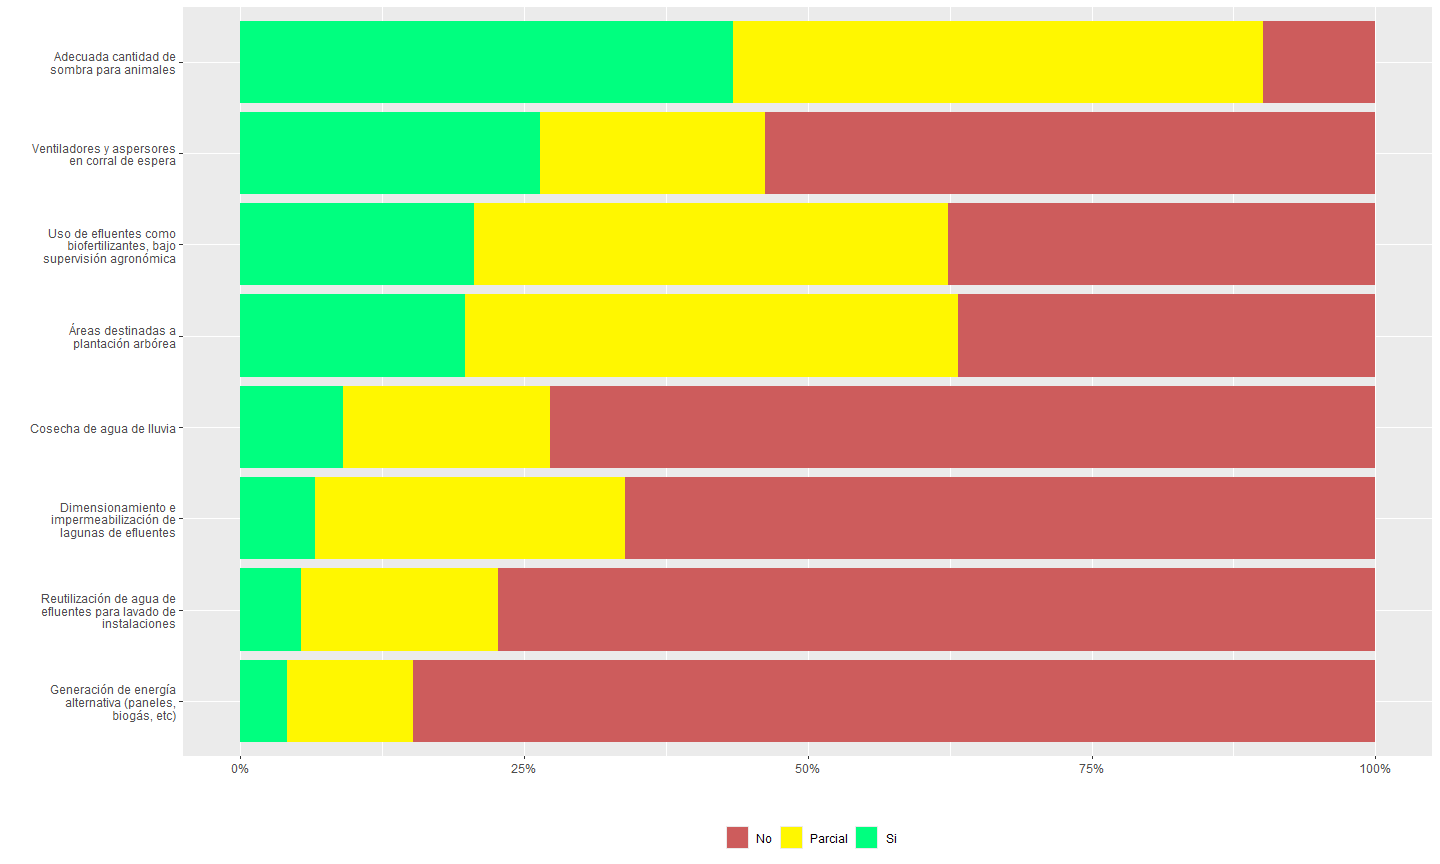 Adecuada cantidad de
sombra para animales
Ventiladores y aspersores
en corral de espera
Uso de efluentes como
biofertilizantes, bajo
supervisión agronómica
Áreas destinadas a
plantación arbórea
Cosecha de agua de lluvia
Dimensionamiento e
impermeabilización de
lagunas de efluentes
Reutilización de agua de
efluentes para lavado de
instalaciones
Generación de energía
alternativa (paneles,
biogás, etc)
0% 25% 50% 75% 100%
No Parcial Si